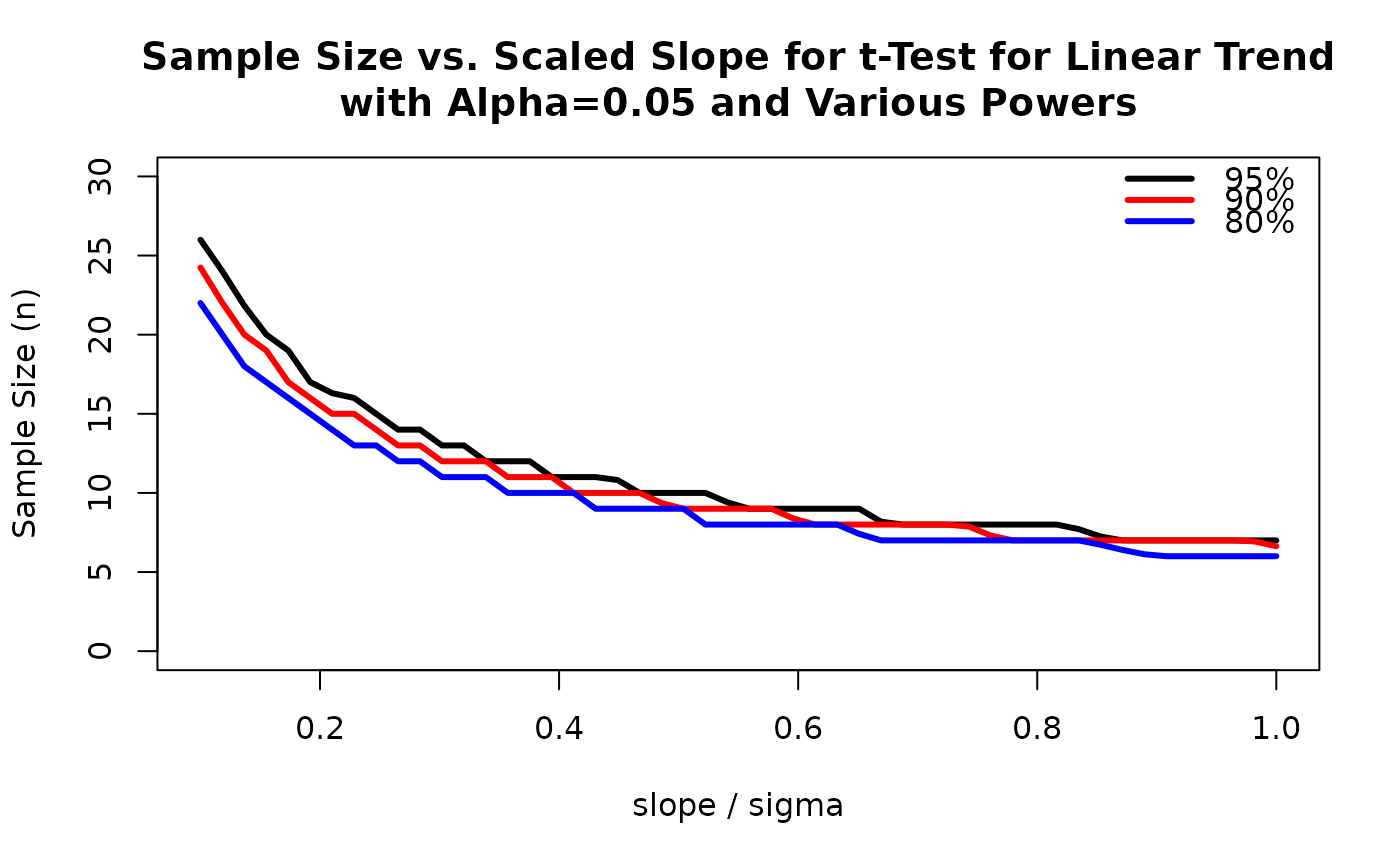 Sample Size vs. Scaled Slope for t-Test for Linear Trend
with Alpha=0.05 and Various Powers
95%
90%
80%
Sample Size (n)
30
25
20
15
10
5
0
0.2 0.4 0.6 0.8 1.0
slope / sigma